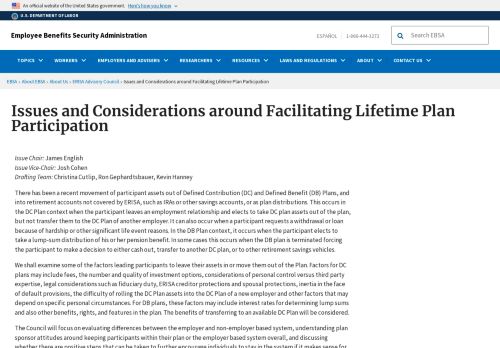 An official website of the United States government. Here's how you know
U.S. DEPARTMENT OF LABOR
Employee Benefits Security Administration
ESPAÑOL | 1-866-444-3272
Search EBSA
TOPICS WORKERS EMPLOYERS AND ADVISERS RESEARCHERS RESOURCES LAWS AND REGULATIONS ABOUT CONTACT US
EBSA › About EBSA › About Us › ERISA Advisory Council › Issues and Considerations around Facilitating Lifetime Plan Participation
Issues and Considerations around Facilitating Lifetime Plan
Participation
Issue Chair: James English
Issue Vice-Chair: Josh Cohen
Drafting Team: Christina Cutlip, Ron Gephardtsbauer, Kevin Hanney
There has been a recent movement of participant assets out of Defined Contribution (DC) and Defined Benefit (DB) Plans, and
into retirement accounts not covered by ERISA, such as IRAs or other savings accounts, or as plan distributions. This occurs in
the DC Plan context when the participant leaves an employment relationship and elects to take DC plan assets out of the plan,
but not transfer them to the DC Plan of another employer. It can also occur when a participant requests a withdrawal or loan
because of hardship or other significant life event reasons. In the DB Plan context, it occurs when the participant elects to
take a lump-sum distribution of his or her pension benefit. In some cases this occurs when the DB plan is terminated forcing
the participant to make a decision to either cash out, transfer to another DC plan, or to other retirement savings vehicles.
We shall examine some of the factors leading participants to leave their assets in or move them out of the Plan. Factors for DC
plans may include fees, the number and quality of investment options, considerations of personal control versus third party
expertise, legal considerations such as fiduciary duty, ERISA creditor protections and spousal protections, inertia in the face
of default provisions, the difficulty of rolling the DC Plan assets into the DC Plan of a new employer and other factors that may
depend on specific personal circumstances. For DB plans, these factors may include interest rates for determining lump sums
and also other benefits, rights, and features in the plan. The benefits of transferring to an available DC Plan will be considered.
The Council will focus on evaluating differences between the employer and non-employer based system, understanding plan
sponsor attitudes around keeping participants within their plan or the employer based system overall, and discussing
whether there are positive steps that can be taken to further encourage individuals to stay in the system if it makes sense for